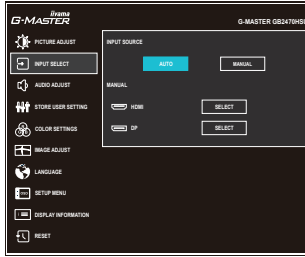 iiyama
G-MASTER
G-MASTER GB2470HSU
PICTURE ADJUST
INPUT SELECT
AUDIO ADJUST
STORE USER SETTING
COLOR SETTINGS
IMAGE ADJUST
LANGUAGE
OSD
SETUP MENU
DISPLAY INFORMATION
RESET
INPUT SOURCE
AUTO
MANUAL
MANUAL
HDMI
SELECT
DP
SELECT